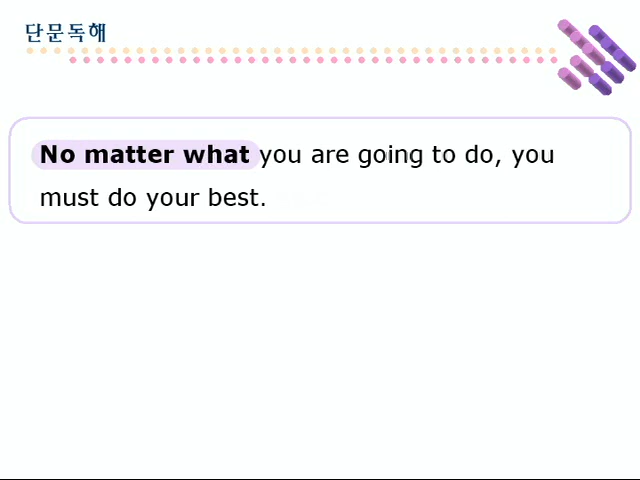 단문독해
No matter what you are going to do, you
must do your best.